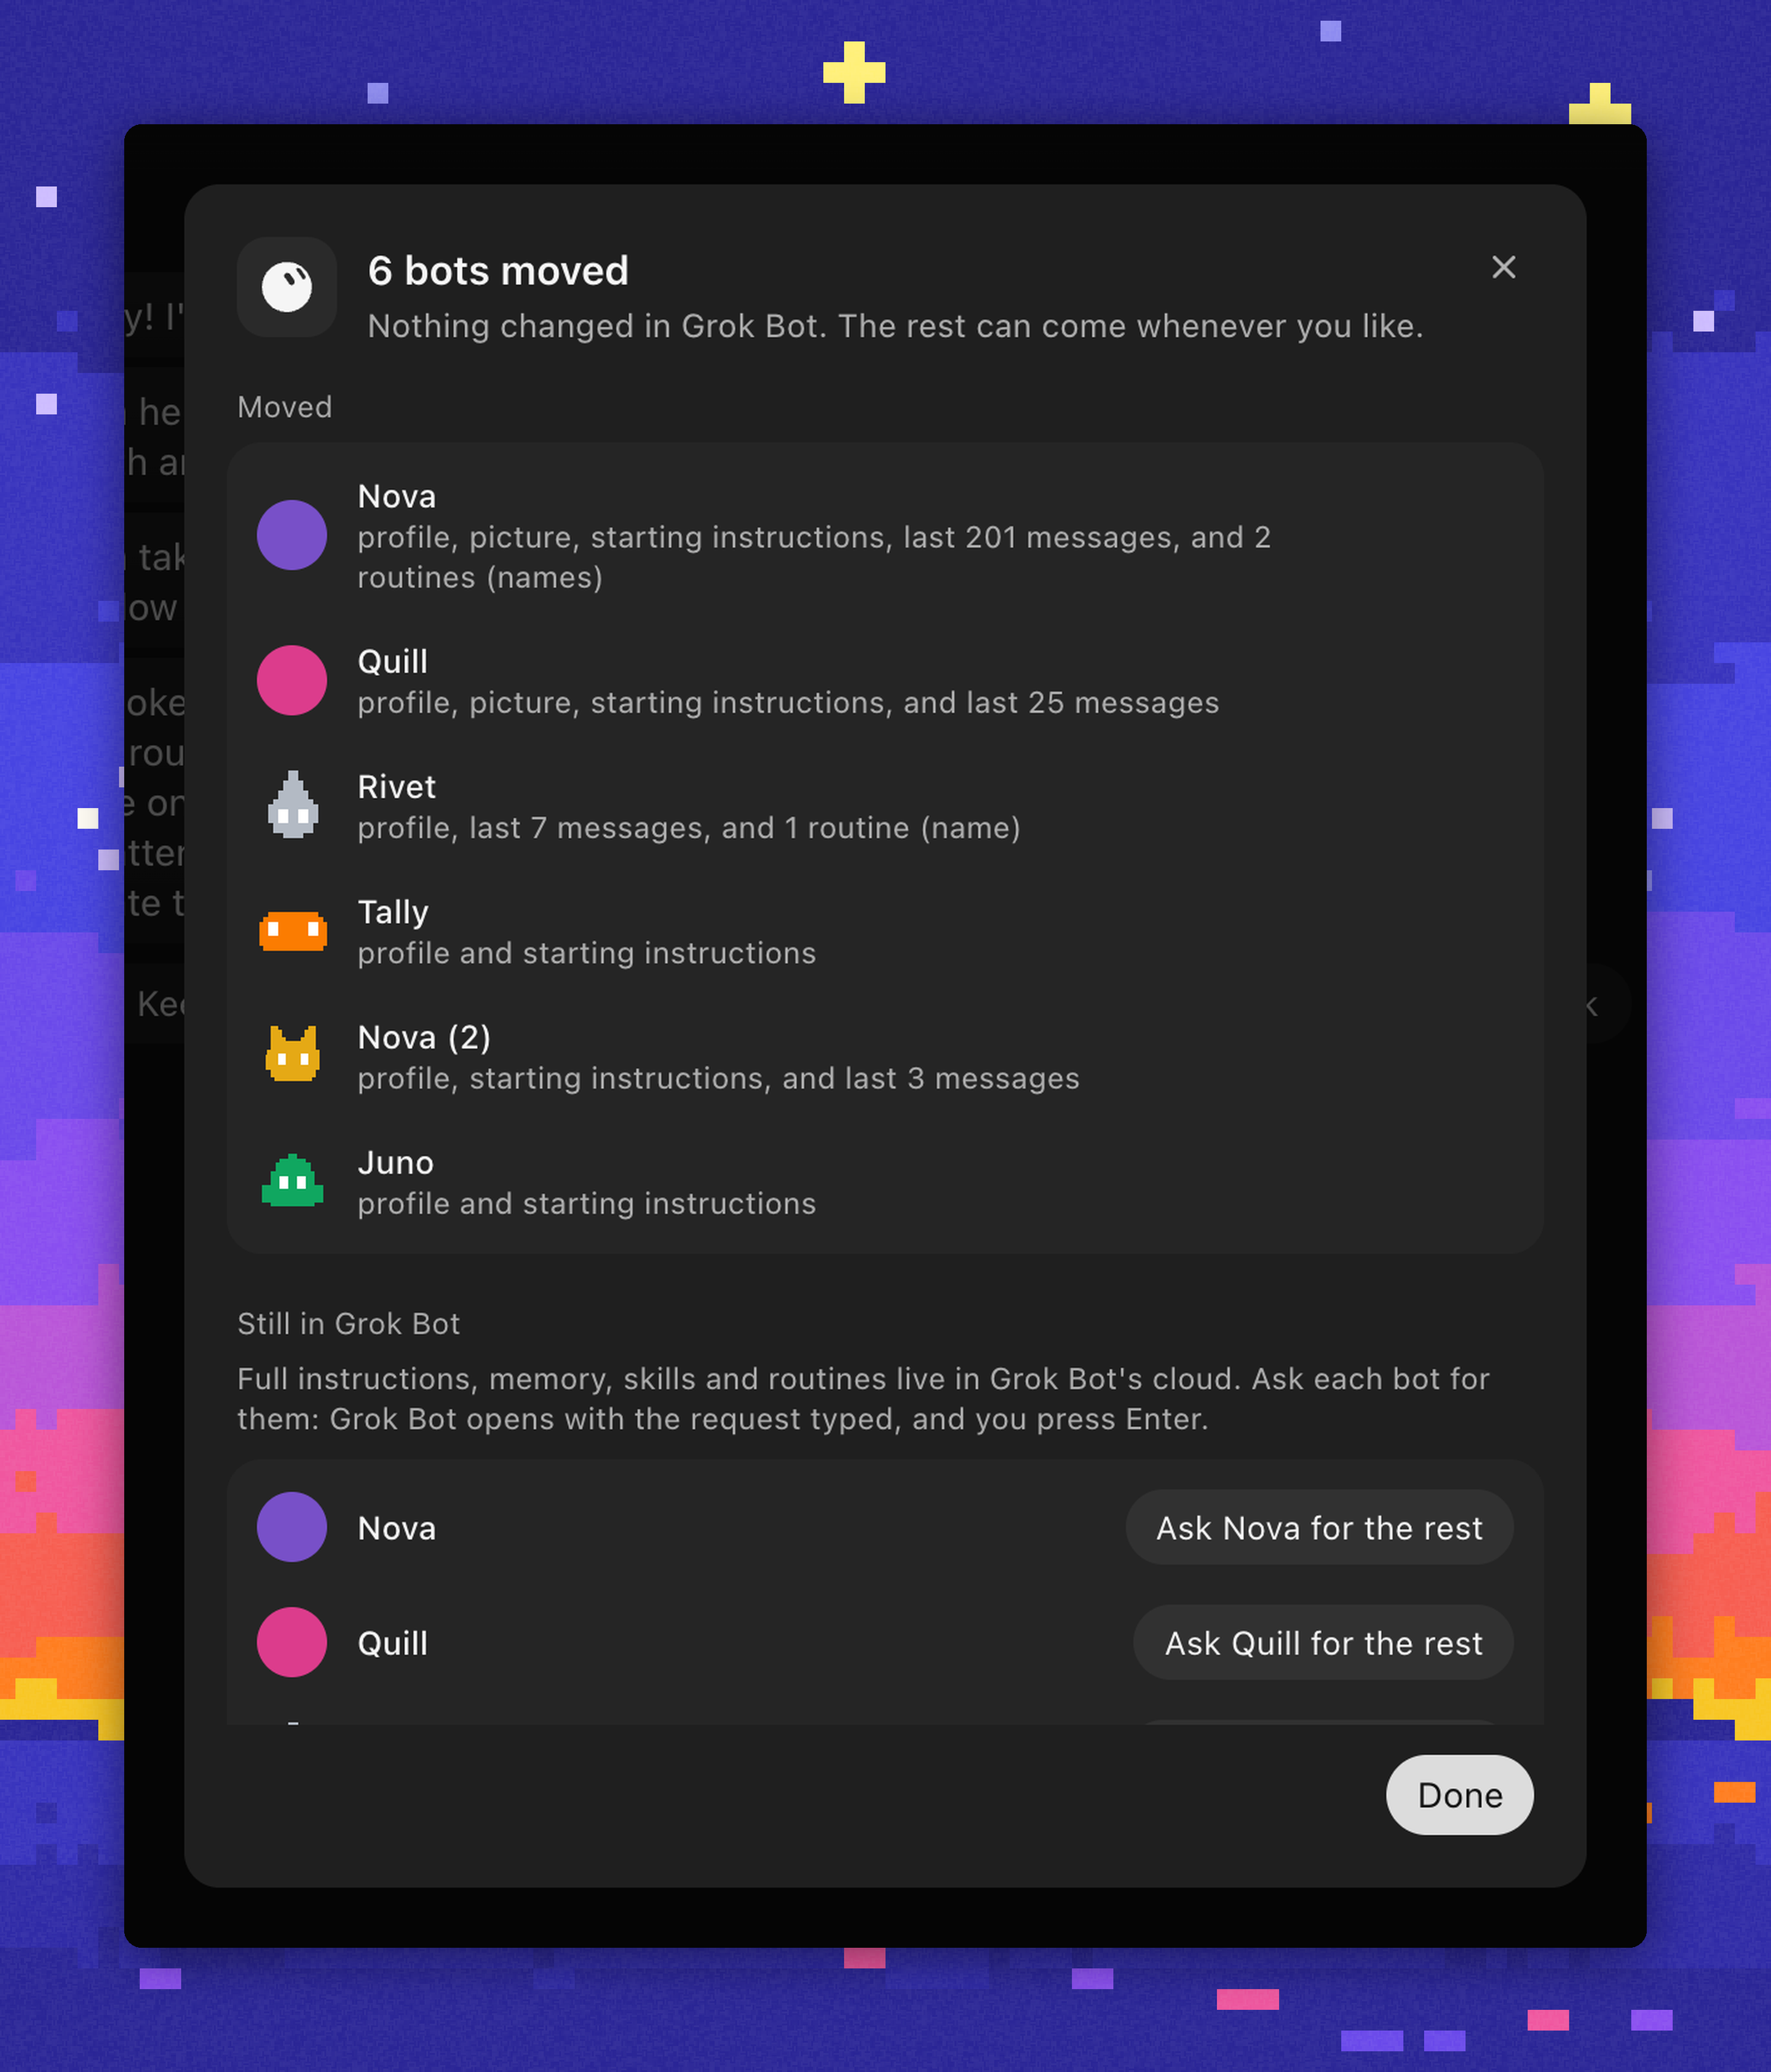 6 bots moved
Nothing changed in Grok Bot. The rest can come whenever you like.
Moved
Nova
profile, picture, starting instructions, last 201 messages, and 2
routines (names)
Quill
profile, picture, starting instructions, and last 25 messages
Rivet
profile, last 7 messages, and 1 routine (name)
Tally
profile and starting instructions
Nova (2)
profile, starting instructions, and last 3 messages
Juno
profile and starting instructions
Still in Grok Bot
Full instructions, memory, skills and routines live in Grok Bot's cloud. Ask each bot for
them: Grok Bot opens with the request typed, and you press Enter.
Nova
Ask Nova for the rest
Quill
Ask Quill for the rest
Done